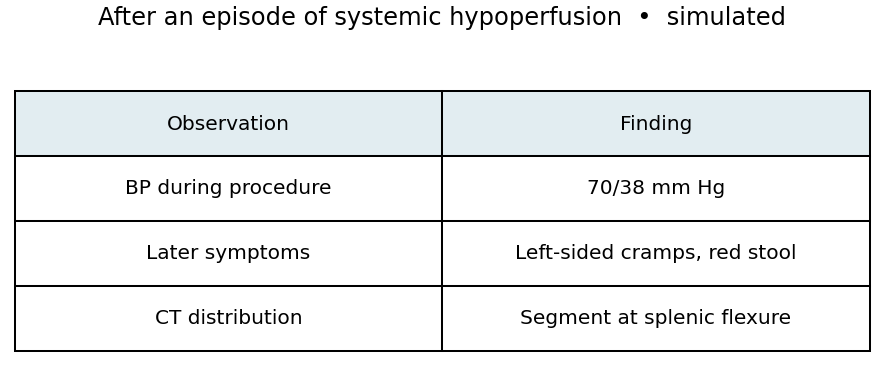 After an episode of systemic hypoperfusion • simulated
Observation Finding
BP during procedure 70/38 mm Hg
Later symptoms Left-sided cramps, red stool
CT distribution Segment at splenic flexure